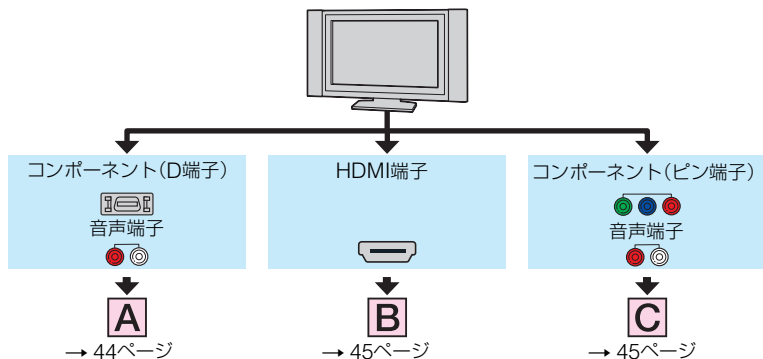 コンポーネント（D端子）
音声端子
A
→ 44ページ
HDMI端子
B
→ 45ページ
コンポーネント（ピン端子）
音声端子
C
→ 45ページ